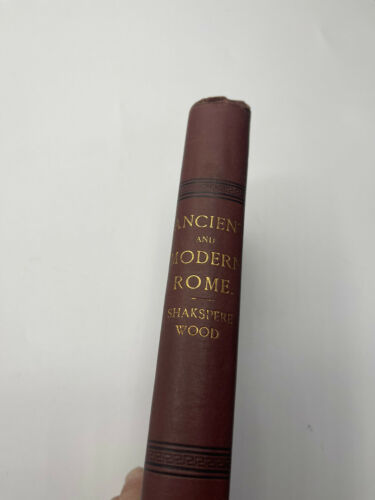 ANCIENT
AND
MODERN
ROME.
SHAKSPERE
WOOD